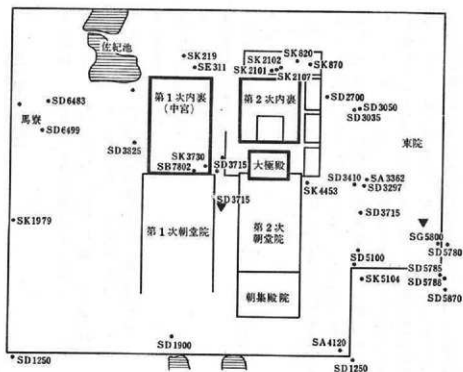 佐紀池
SK219
SE311
SK820
SK2102
SK870
SK2101
SK2107
SD6483
馬寮
SD6499
第1次内裏
(中宮)
第2次内裏
SD2700
SD3050
SD3035
東院
SD3825
SK3730
SB7802
SD3715
大極殿
SD3410
SA3362
SD3297
SK4453
SD3715
SD3715
SK1979
第1次朝堂院
第2次
朝堂院
SG5800
SD5780
SD5100
SD5785
SK5104
SD5788
SD5870
朝集殿院
SD1900
SA4120
SD1250
SD1250